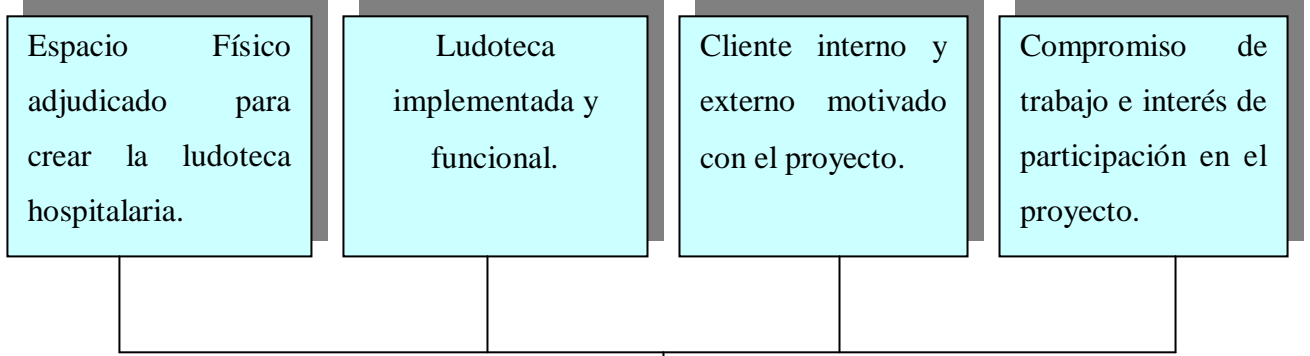 Espacio Físico
adjudicado para
crear la ludoteca
hospitalaria.
Ludoteca
implementada y
funcional.
Cliente interno y
externo motivado
con el proyecto.
Compromiso de
trabajo e interés de
participación en el
proyecto.